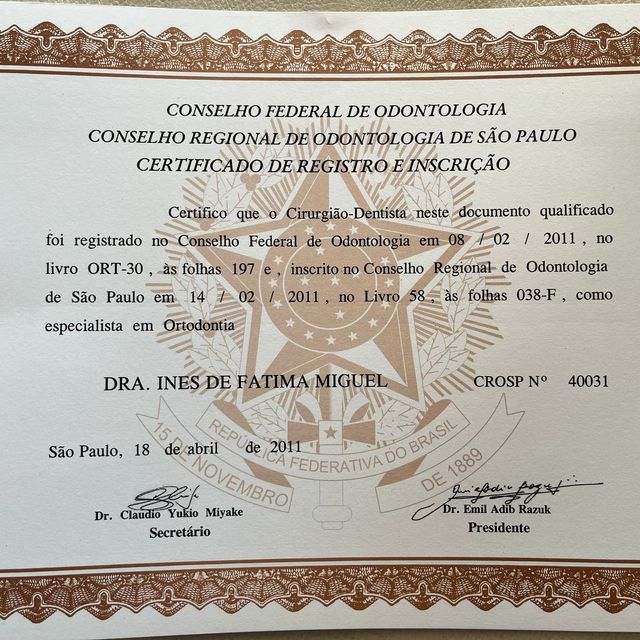 CONSELHO FEDERAL DE ODONTOLOGIA
CONSELHO REGIONAL DE ODONTOLOGIA DE SÃO PAULO
CERTIFICADO DE REGISTRO E INSCRIÇÃO
Certifico que o Cirurgião-Dentista neste documento qualificado
foi registrado no Conselho Federal de Odontologia em 08 / 02 / 2011 , no
livro ORT-30 , às folhas 197 e , inscrito no Conselho Regional de Odontologia
de São Paulo em 14 / 02 / 2011 , no Livro 58 , às folhas 038-F , como
especialista em Ortodontia
DRA. INES DE FATIMA MIGUEL CROSP Nº 40031
REPÚBLICA FEDERATIVA DO BRASIL
15 DE NOVEMBRO DE 1889
São Paulo, 18 de abril de 2011
Dr. Claudio Yukio Miyake Dr. Emil Adib Razuk
Secretário Presidente